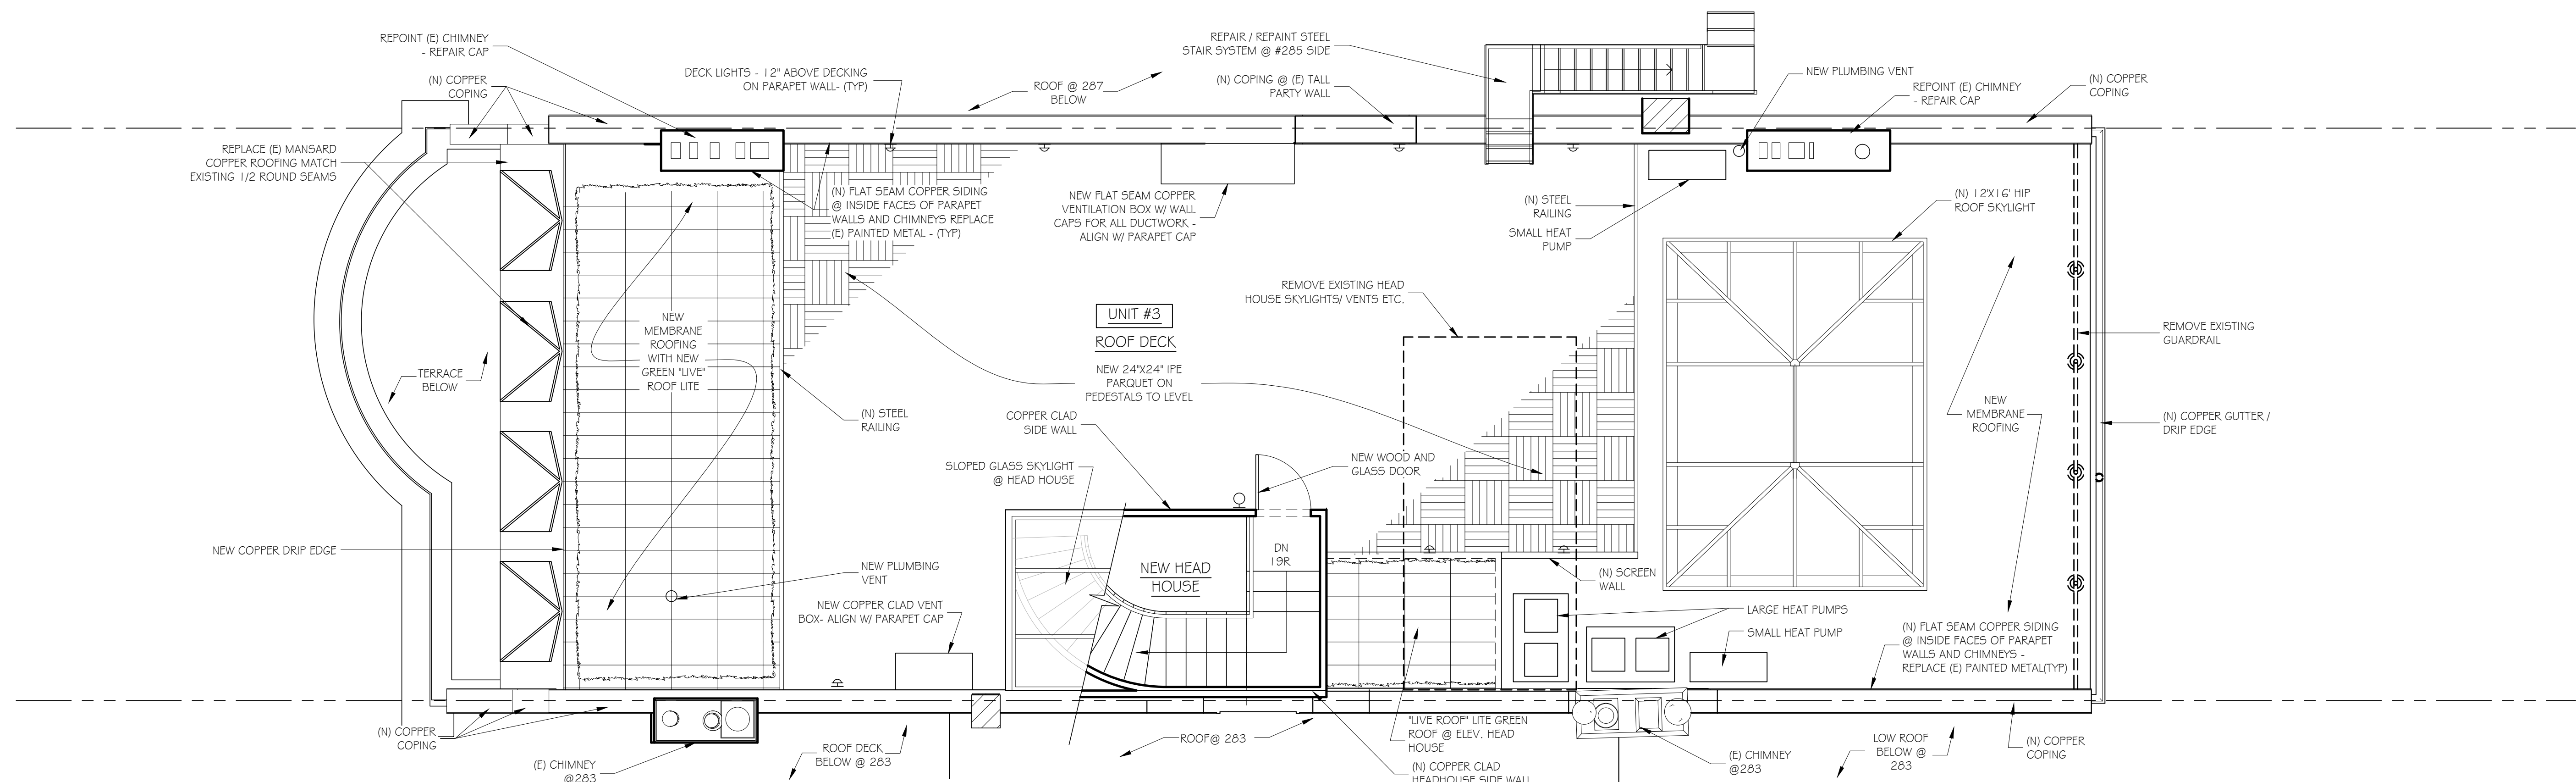 REPOINT (E) CHIMNEY
- REPAIR CAP
(N) COPPER
COPING
DECK LIGHTS - 12" ABOVE DECKING
ON PARAPET WALL- (TYP)
ROOF @ 287
BELOW
REPAIR / REPAINT STEEL
STAIR SYSTEM @ #285 SIDE
(N) COPING @ (E) TALL
PARTY WALL
NEW PLUMBING VENT
REPOINT (E) CHIMNEY
- REPAIR CAP
(N) COPPER
COPING
REPLACE (E) MANSARD
COPPER ROOFING MATCH
EXISTING 1/2 ROUND SEAMS
(N) FLAT SEAM COPPER SIDING
@ INSIDE FACES OF PARAPET
WALLS AND CHIMNEYS REPLACE
(E) PAINTED METAL - (TYP)
NEW FLAT SEAM COPPER
VENTILATION BOX W/ WALL
CAPS FOR ALL DUCTWORK -
ALIGN W/ PARAPET CAP
(N) STEEL
RAILING
SMALL HEAT
PUMP
(N) 12'X16' HIP
ROOF SKYLIGHT
REMOVE EXISTING HEAD
HOUSE SKYLIGHTS/ VENTS ETC.
NEW
MEMBRANE
ROOFING
WITH NEW
GREEN "LIVE"
ROOF LITE
UNIT #3
ROOF DECK
NEW 24"X24" IPE
PARQUET ON
PEDESTALS TO LEVEL
REMOVE EXISTING
GUARDRAIL
TERRACE
BELOW
(N) STEEL
RAILING
COPPER CLAD
SIDE WALL
NEW
MEMBRANE
ROOFING
(N) COPPER GUTTER /
DRIP EDGE
SLOPED GLASS SKYLIGHT
@ HEAD HOUSE
NEW WOOD AND
GLASS DOOR
NEW COPPER DRIP EDGE
NEW PLUMBING
VENT
NEW HEAD
HOUSE
DN
19R
(N) SCREEN
WALL
NEW COPPER CLAD VENT
BOX- ALIGN W/ PARAPET CAP
LARGE HEAT PUMPS
SMALL HEAT PUMP
(N) FLAT SEAM COPPER SIDING
@ INSIDE FACES OF PARAPET
WALLS AND CHIMNEYS -
REPLACE (E) PAINTED METAL(TYP)
(N) COPPER
COPING
(E) CHIMNEY
@283
ROOF DECK
BELOW @ 283
ROOF@ 283
"LIVE ROOF" LITE GREEN
ROOF @ ELEV. HEAD
HOUSE
(N) COPPER CLAD
HEADHOUSE SIDE WALL
(E) CHIMNEY
@283
LOW ROOF
BELOW @
283
(N) COPPER
COPING